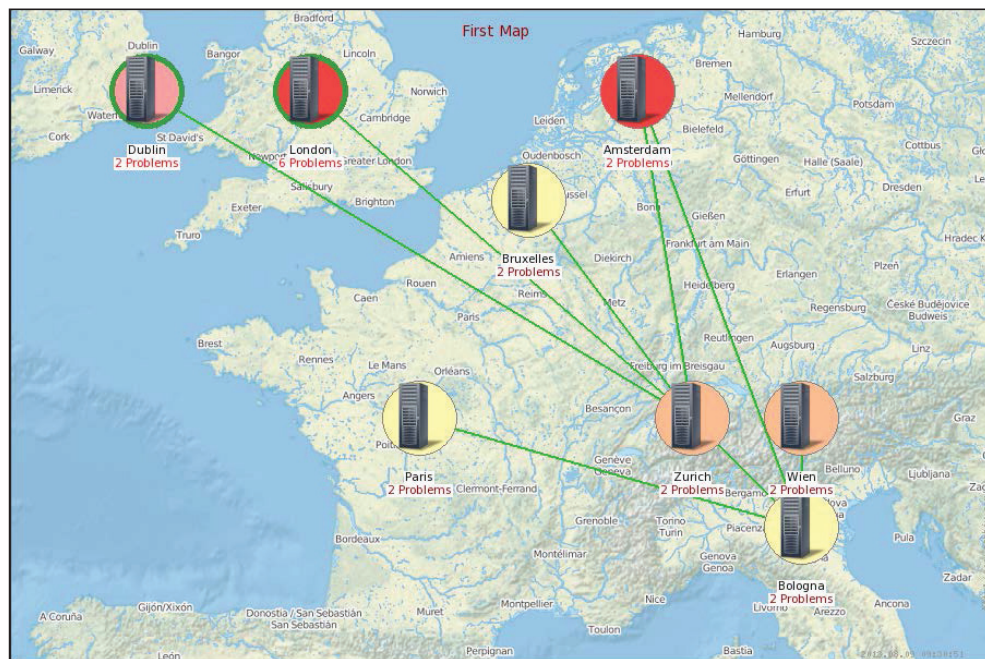 First Map
Bradford
Hamburg
Szczecin
Galway
Dublin
Bangor
Lincoln
Bremen
Limerick
Norwich
Mellendorf
Potsdam
Cork
St David's
Cambridge
Leiden
Bielefeld
Cottbus
Dublin
2 Problems
London
6 Problems
Amsterdam
2 Problems
Greater London
Oudenbosch
Göttingen
Halle (Saale)
Salisbury
Erfurt
Dresden
Exeter
Brighton
Bonn
Gießen
Truro
Frankfurt am Main
Hradec K
Bruxelles
2 Problems
Amiens
Diekirch
Plzeň
Erlangen
Rouen
Heidelberg
Reims
Caen
Metz
Regensburg
České Budějovice
Budweis
Paris
Brest
Reutlingen
Augsburg
Linz
Rennes
Le Mans
Orléans
Freiburg im Breisgau
Salzburg
Angers
Besançon
Graz
Genève
Geneva
Belluno
Ljubljana
Paris
2 Problems
Zurich
2 Problems
Wien
2 Problems
Clermont-Ferrand
Bergamo
Grenoble
Torino
Turin
Piacenza
Pula
Bordeaux
Montélimar
Genova
Genoa
Zadar
Bologna
2 Problems
Gijón/Xixón
Donostia / San Sebastián
San Sebastián
Muret
Montpellier
Nice
Livorno
Arezzo
Ancona
A Coruña
Toulon
León
Perpignan
Bastia